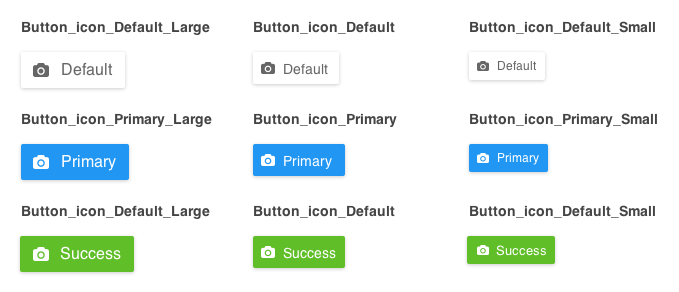 Button_icon_Default_Large Button_icon_Default Button_icon_Default_Small
Default Default Default
Button_icon_Primary_Large Button_icon_Primary Button_icon_Primary_Small
Primary Primary Primary
Button_icon_Default_Large Button_icon_Default Button_icon_Default_Small
Success Success Success